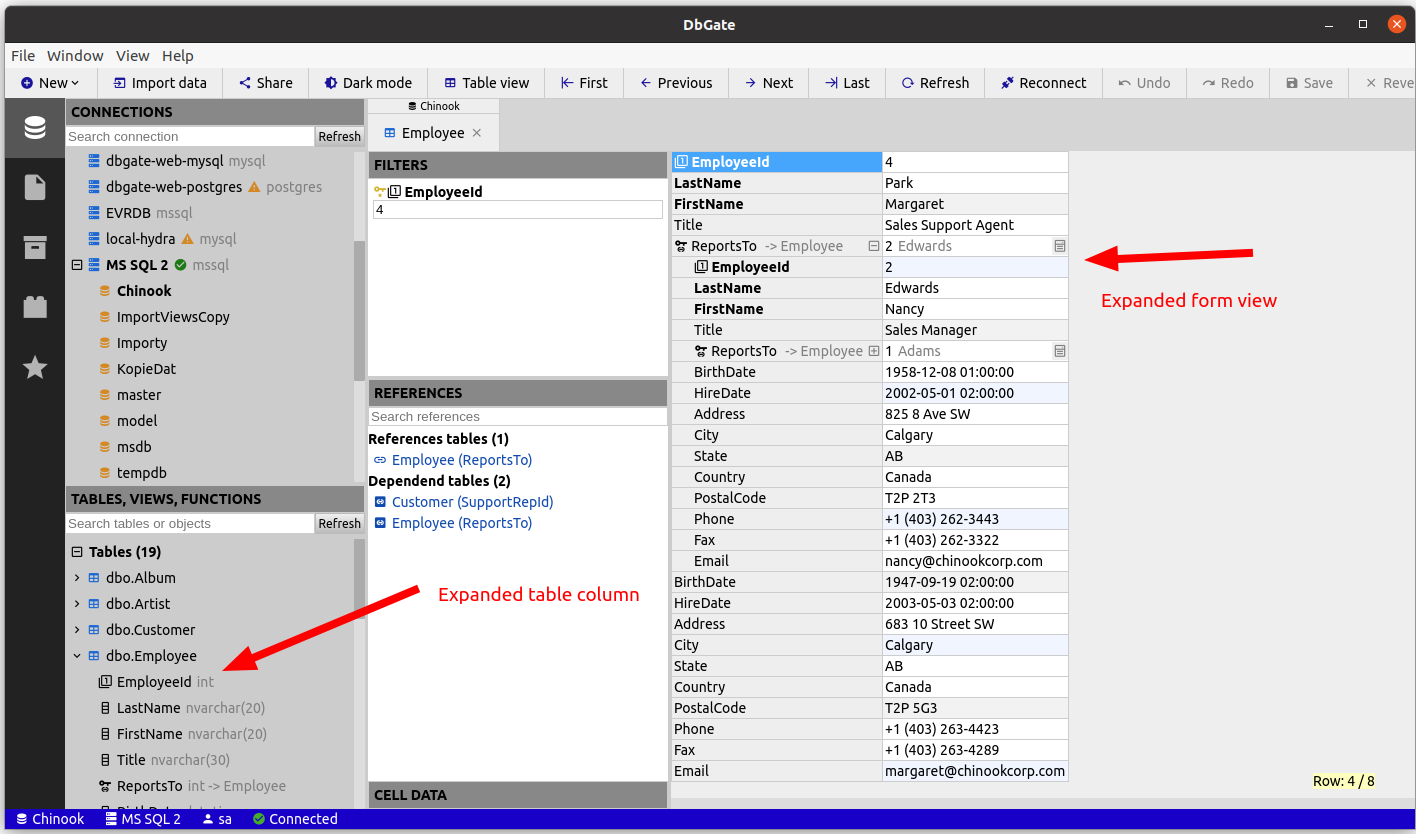 DbGate
File Window View Help
New Import data Share Dark mode Table view First Previous Next Last Refresh Reconnect Undo Redo Save Reve
CONNECTIONS
Search connection Refresh
dbgate-web-mysql mysql
dbgate-web-postgres postgres
EVRDB mssql
local-hydra mysql
MS SQL 2 mssql
Chinook
ImportViewsCopy
Importy
KopieDat
master
model
msdb
tempdb
TABLES, VIEWS, FUNCTIONS
Search tables or objects Refresh
Tables (19)
dbo.Album
dbo.Artist
dbo.Customer
dbo.Employee
EmployeeId int
LastName nvarchar(20)
FirstName nvarchar(20)
Title nvarchar(30)
ReportsTo int -> Employee
Chinook
Employee
FILTERS
EmployeeId
4
REFERENCES
Search references
References tables (1)
Employee (ReportsTo)
Dependend tables (2)
Customer (SupportRepId)
Employee (ReportsTo)
Expanded table column
CELL DATA
EmployeeId 4
LastName Park
FirstName Margaret
Title Sales Support Agent
ReportsTo -> Employee 2 Edwards
EmployeeId 2
LastName Edwards
FirstName Nancy
Title Sales Manager
ReportsTo -> Employee 1 Adams
BirthDate 1958-12-08 01:00:00
HireDate 2002-05-01 02:00:00
Address 825 8 Ave SW
City Calgary
State AB
Country Canada
PostalCode T2P 2T3
Phone +1 (403) 262-3443
Fax +1 (403) 262-3322
Email nancy@chinookcorp.com
BirthDate 1947-09-19 02:00:00
HireDate 2003-05-03 02:00:00
Address 683 10 Street SW
City Calgary
State AB
Country Canada
PostalCode T2P 5G3
Phone +1 (403) 263-4423
Fax +1 (403) 263-4289
Email margaret@chinookcorp.com
Expanded form view
Row: 4 / 8
Chinook MS SQL 2 sa Connected